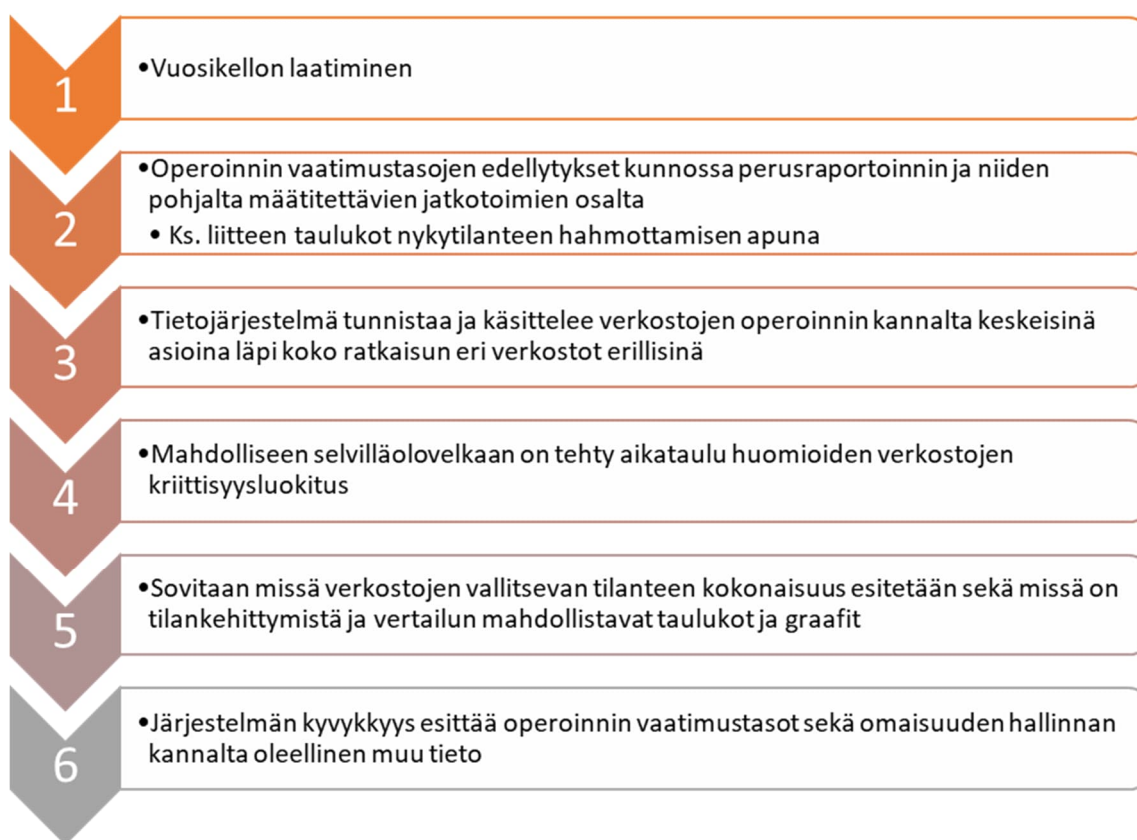 1
•Vuosikellon laatiminen
2
•Operoinnin vaatimustasojen edellytykset kunnossa perusraportoinnin ja niiden
pohjalta määtitettävien jatkotoimien osalta
• Ks. liitteen taulukot nykytilanteen hahmottamisen apuna
3
•Tietojärjestelmä tunnistaa ja käsittelee verkostojen operoinnin kannalta keskeisinä
asioina läpi koko ratkaisun eri verkostot erillisinä
4
•Mahdolliseen selvilläolovelkaan on tehty aikataulu huomioiden verkostojen
kriittisyysluokitus
5
•Sovitaan missä verkostojen vallitsevan tilanteen kokonaisuus esitetään sekä missä on
tilankehittymistä ja vertailun mahdollistavat taulukot ja graafit
6
•Järjestelmän kyvykkyys esittää operoinnin vaatimustasot sekä omaisuuden hallinnan
kannalta oleellinen muu tieto